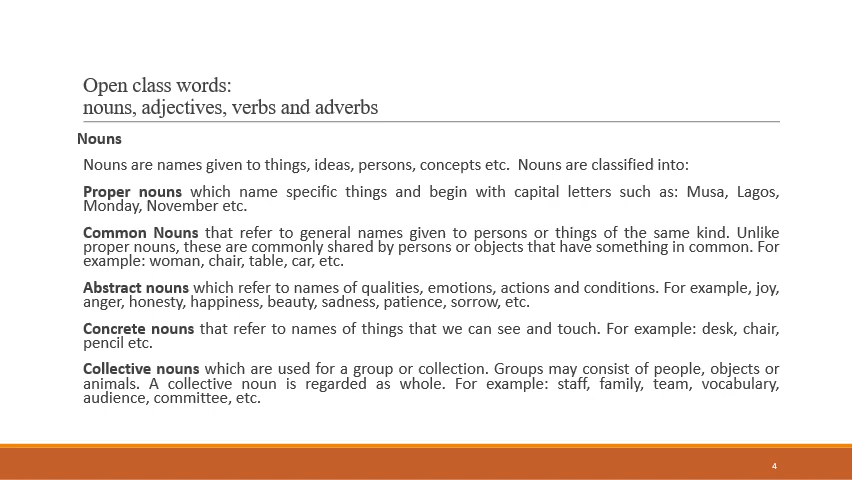 Open class words:
nouns, adjectives, verbs and adverbs
Nouns
Nouns are names given to things, ideas, persons, concepts etc.  Nouns are classified into:
Proper nouns which name specific things and begin with capital letters such as: Musa, Lagos,
Monday, November etc.
Common Nouns that refer to general names given to persons or things of the same kind. Unlike
proper nouns, these are commonly shared by persons or objects that have something in common. For
example: woman, chair, table, car, etc.
Abstract nouns which refer to names of qualities, emotions, actions and conditions. For example, joy,
anger, honesty, happiness, beauty, sadness, patience, sorrow, etc.
Concrete nouns that refer to names of things that we can see and touch. For example: desk, chair,
pencil etc.
Collective nouns which are used for a group or collection. Groups may consist of people, objects or
animals. A collective noun is regarded as whole. For example: staff, family, team, vocabulary,
audience, committee, etc.
4